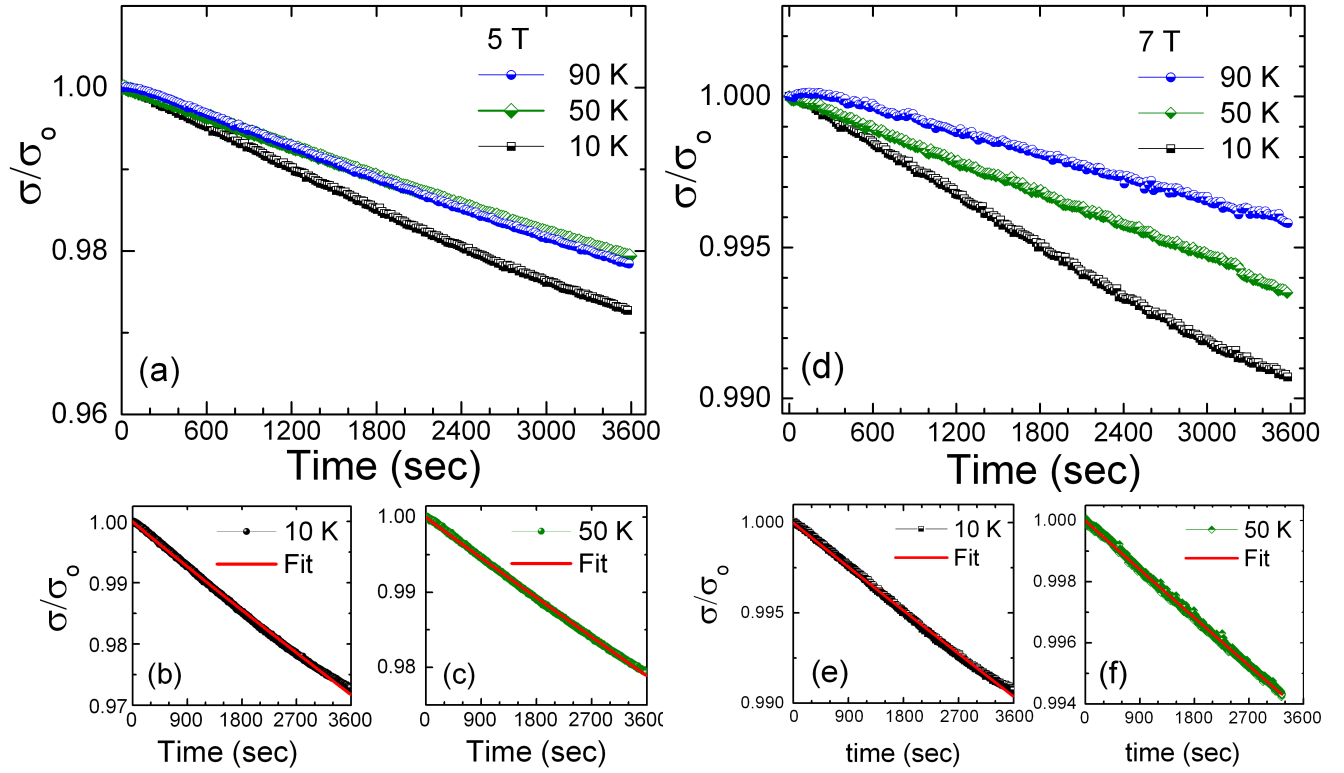 5 T
90 K
50 K
10 K
1.00
0.98
0.96
σ/σo
(a)
0 600 1200 1800 2400 3000 3600
Time (sec)
7 T
90 K
50 K
10 K
1.000
0.995
0.990
σ/σo
(d)
0 600 1200 1800 2400 3000 3600
Time (sec)
10 K
Fit
1.00
0.99
0.98
0.97
σ/σo
(b)
0 900 1800 2700 3600
Time (sec)
50 K
Fit
1.00
0.99
0.98
(c)
0 900 1800 2700 3600
Time (sec)
10 K
Fit
1.000
0.995
0.990
σ/σo
(e)
0 900 1800 2700 3600
time (sec)
50 K
Fit
1.000
0.998
0.996
0.994
(f)
0 900 1800 2700 3600
time (sec)